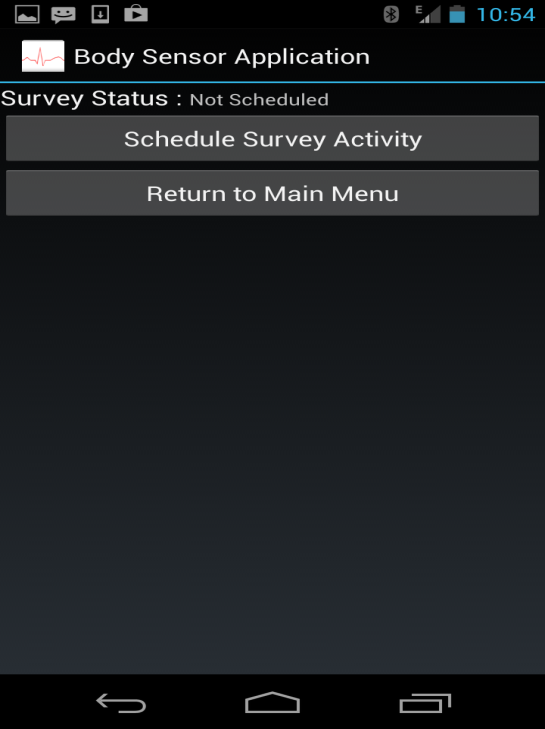 E 10:54
Body Sensor Application
Survey Status : Not Scheduled
Schedule Survey Activity
Return to Main Menu